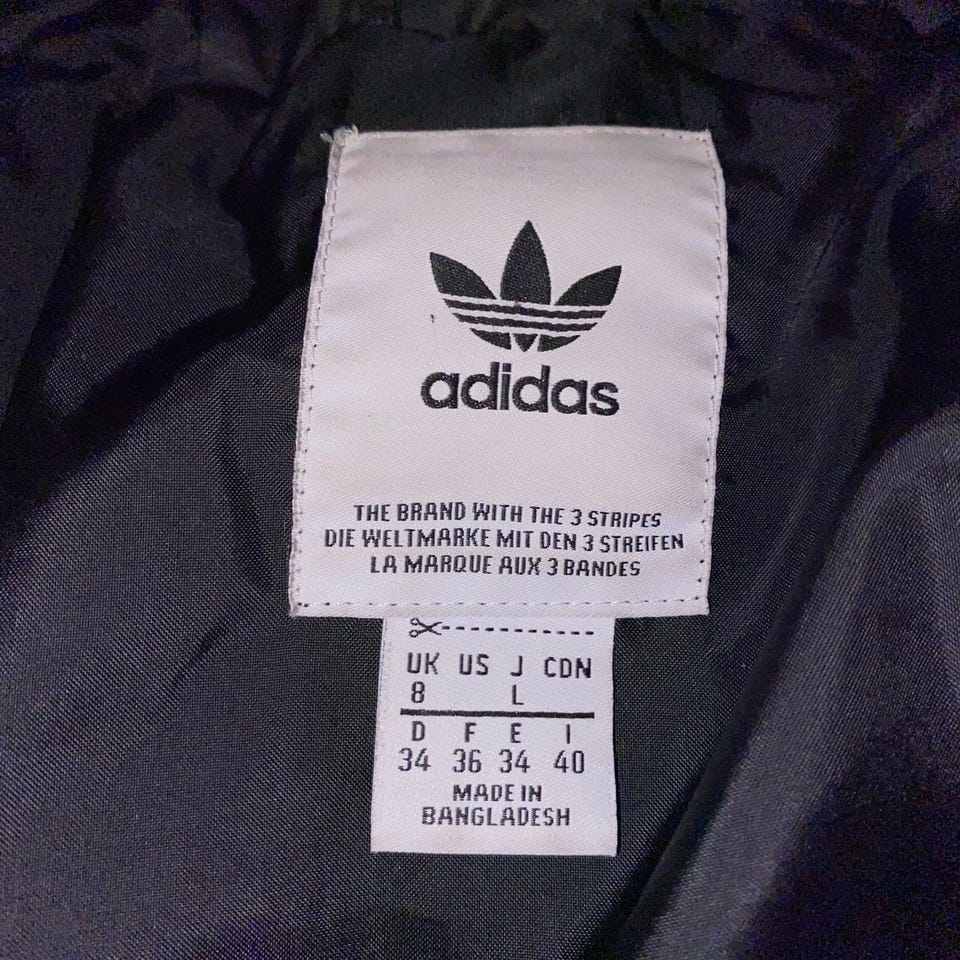 adidas
THE BRAND WITH THE 3 STRIPES
DIE WELTMARKE MIT DEN 3 STREIFEN
LA MARQUE AUX 3 BANDES
UK US J CDN
8 L
D F E I
34 36 34 40
MADE IN
BANGLADESH